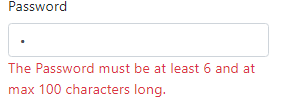 Password
•
The Password must be at least 6 and at
max 100 characters long.